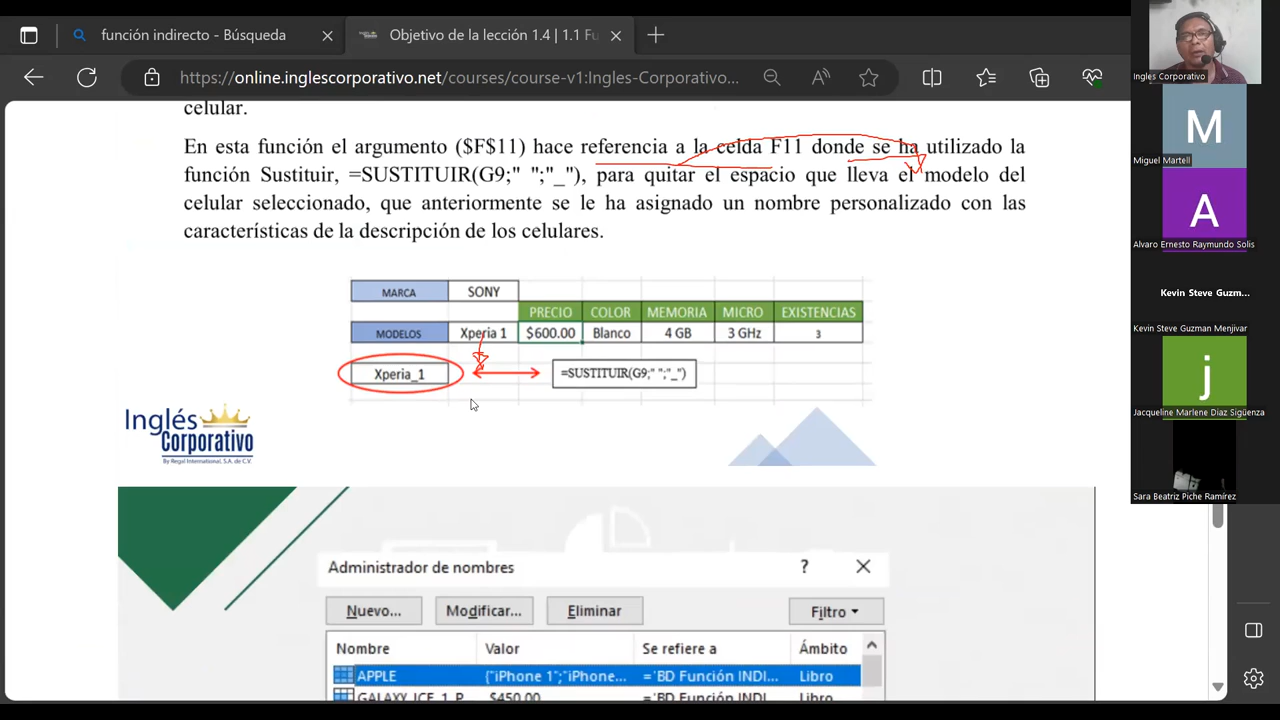 función indirecto - Búsqueda
Objetivo de la lección 1.4 | 1.1 Fu
https://online.inglescorporativo.net/courses/course-v1:Ingles-Corporativo...
celular.
En esta función el argumento ($F$11) hace referencia a la celda F11 donde se ha utilizado la
función Sustituir, =SUSTITUIR(G9;" ";"_"), para quitar el espacio que lleva el modelo del
celular seleccionado, que anteriormente se le ha asignado un nombre personalizado con las
características de la descripción de los celulares.
MARCA SONY
PRECIO COLOR MEMORIA MICRO EXISTENCIAS
MODELOS Xperia 1 $600.00 Blanco 4 GB 3 GHz 3
Xperia_1 =SUSTITUIR(G9;" ";"_")
Inglés
Corporativo
By Regal International, S.A. de C.V.
Administrador de nombres ?
Nuevo... Modificar... Eliminar Filtro
Nombre Valor Se refiere a Ámbito
APPLE {"iPhone 1";"iPhone... ='BD Función INDI... Libro
GALAXY_ICE_1_P $450.00 ='BD Función INDI... Libro
Ingles Corporativo
M
Miguel Martell
A
Alvaro Ernesto Raymundo Solis
Kevin Steve Guzm...
Kevin Steve Guzman Menjivar
j
Jacqueline Marlene Diaz Sigüenza
Sara Beatriz Piche Ramírez